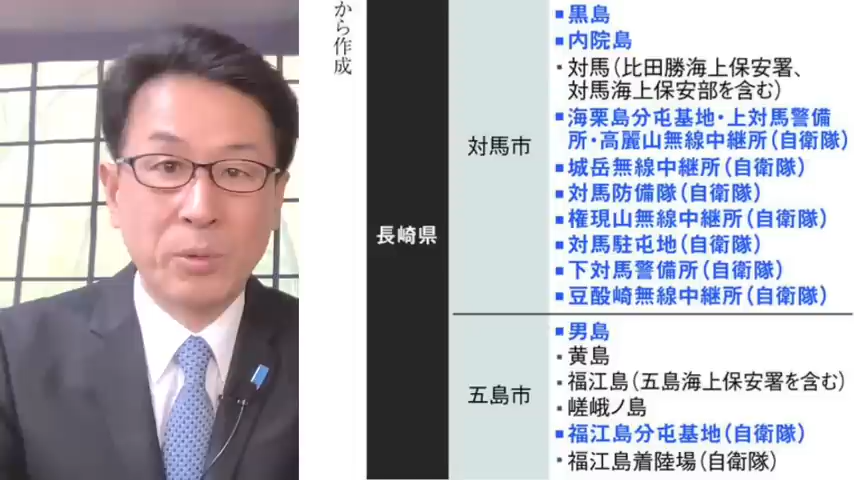 から作成
長崎県
対馬市
■黒島
■内院島
・対馬(比田勝海上保安署、
対馬海上保安部を含む)
■海栗島分屯基地・上対馬警備
所・高麗山無線中継所(自衛隊)
■城岳無線中継所(自衛隊)
■対馬防備隊(自衛隊)
■権現山無線中継所(自衛隊)
■対馬駐屯地(自衛隊)
■下対馬警備所(自衛隊)
■豆酘崎無線中継所(自衛隊)
五島市
■男島
・黄島
・福江島(五島海上保安署を含む)
・嵯峨ノ島
■福江島分屯基地(自衛隊)
・福江島着陸場(自衛隊)